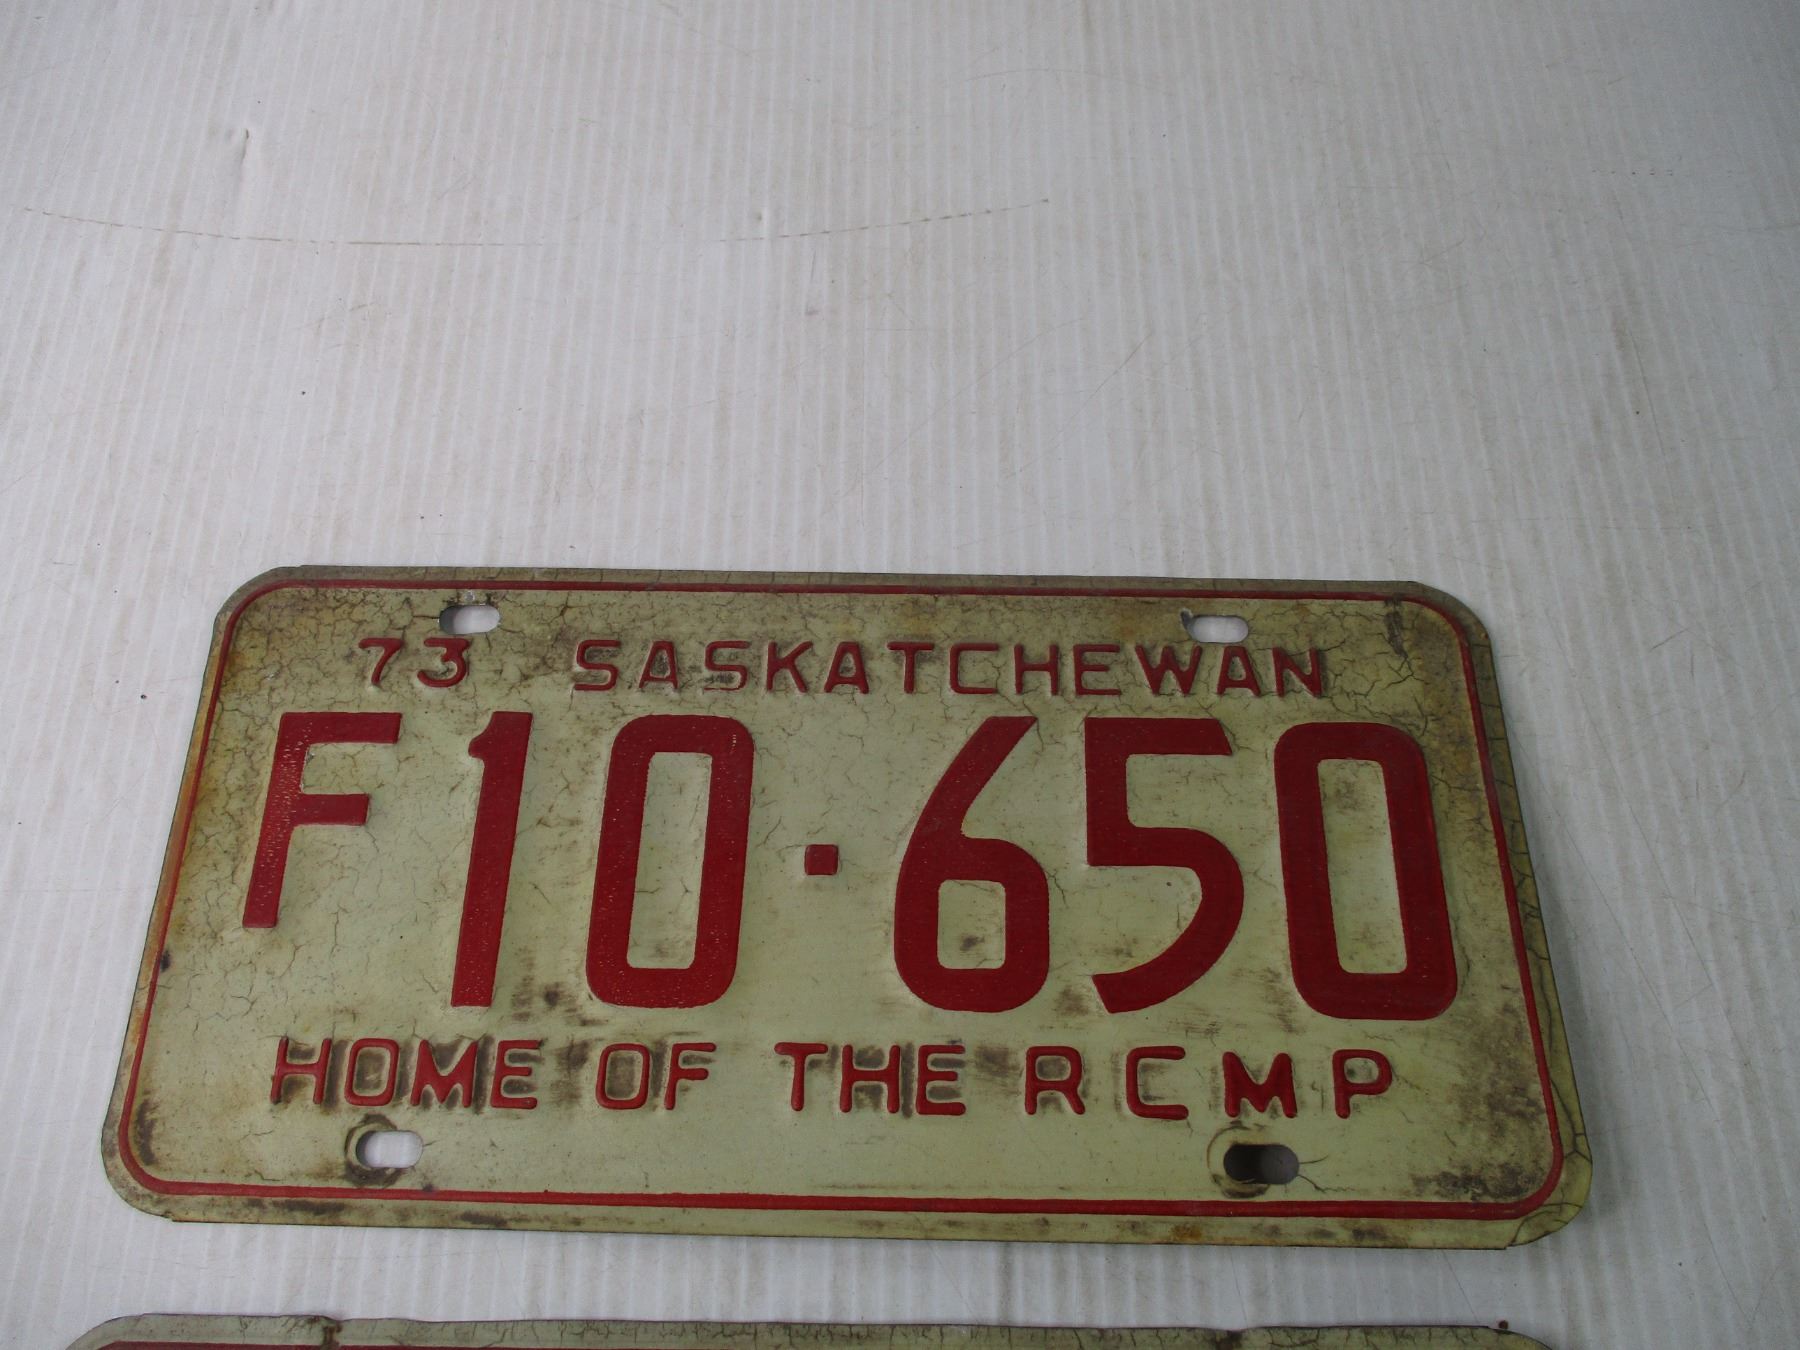 73 SASKATCHEWAN
F10·650
HOME OF THE RCMP